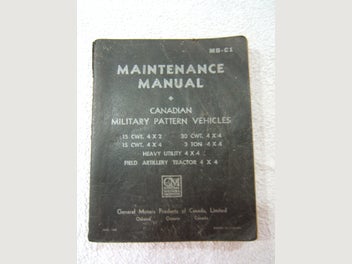 MB-C1
MAINTENANCE
MANUAL
CANADIAN
MILITARY PATTERN VEHICLES
15 CWT. 4 X 2 30 CWT. 4 X 4
15 CWT. 4 X 4 3 TON 4 X 4
HEAVY UTILITY 4 X 4
FIELD ARTILLERY TRACTOR 4 X 4
GM
General Motors Products of Canada, Limited
Oshawa Ontario Canada